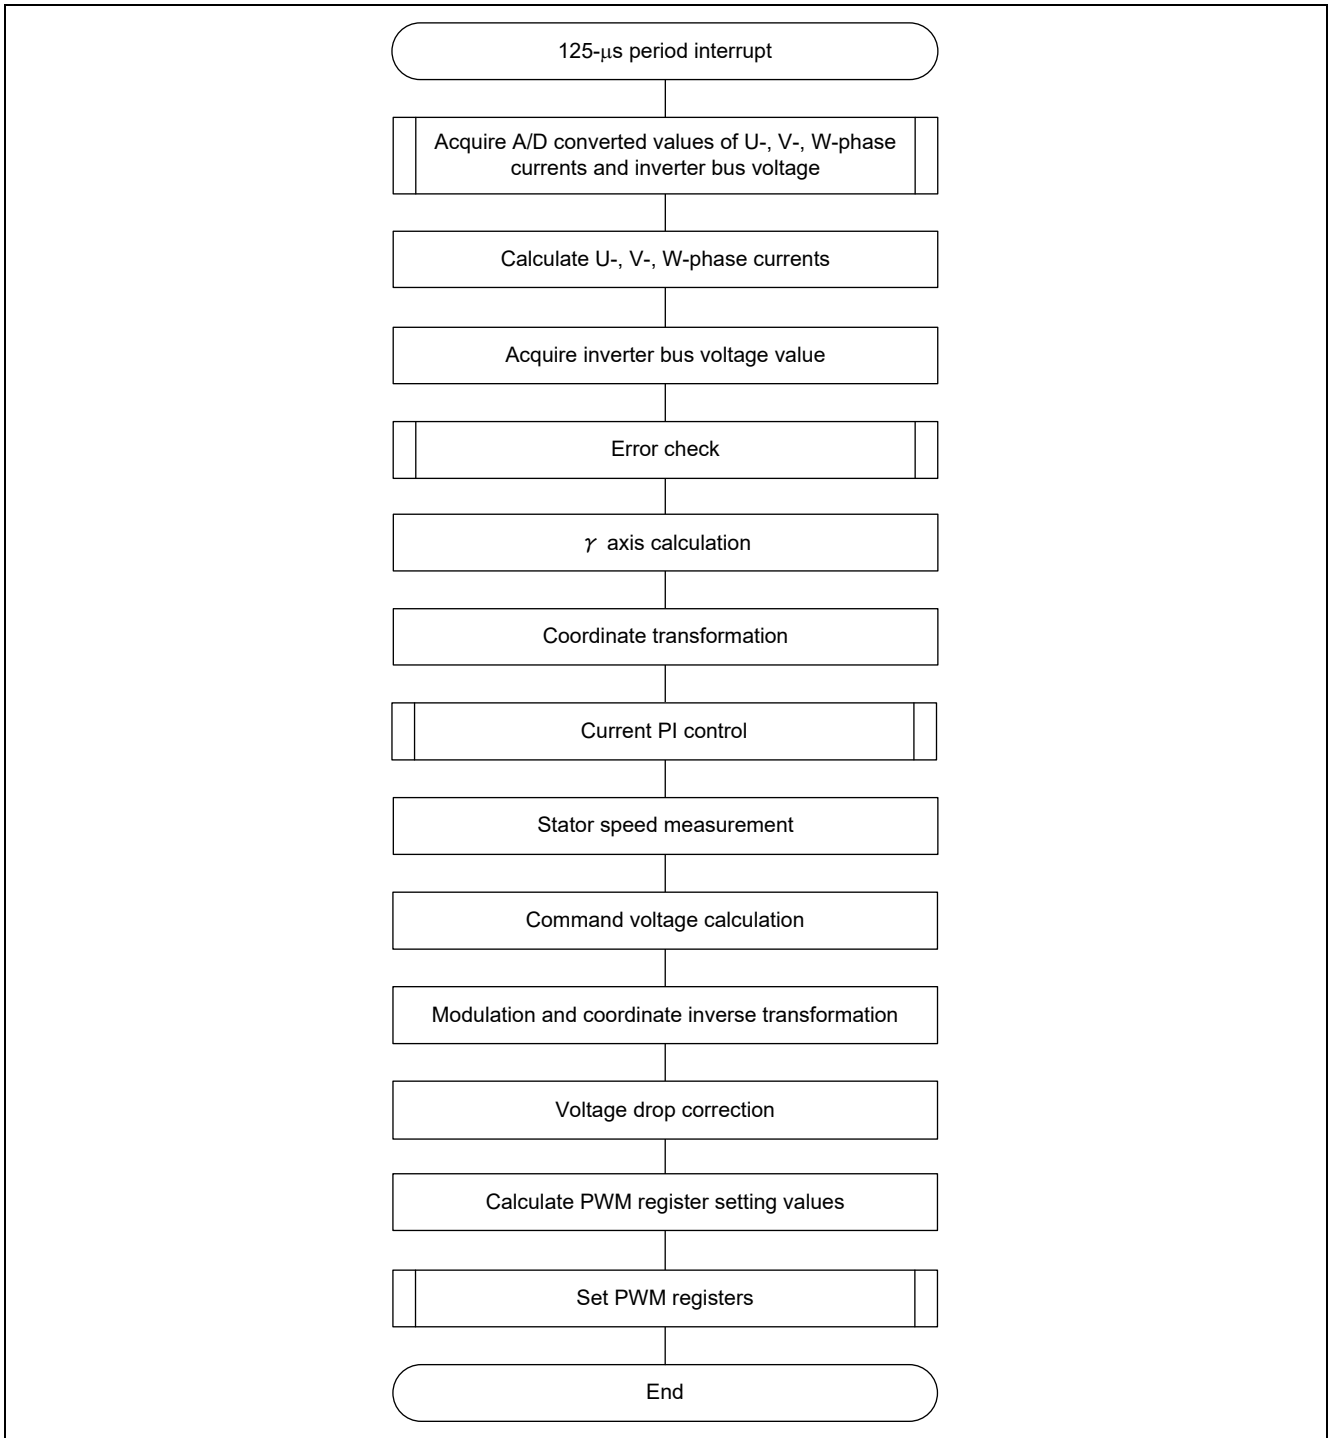 125-μs period interrupt
Acquire A/D converted values of U-, V-, W-phase
currents and inverter bus voltage
Calculate U-, V-, W-phase currents
Acquire inverter bus voltage value
Error check
γ axis calculation
Coordinate transformation
Current PI control
Stator speed measurement
Command voltage calculation
Modulation and coordinate inverse transformation
Voltage drop correction
Calculate PWM register setting values
Set PWM registers
End